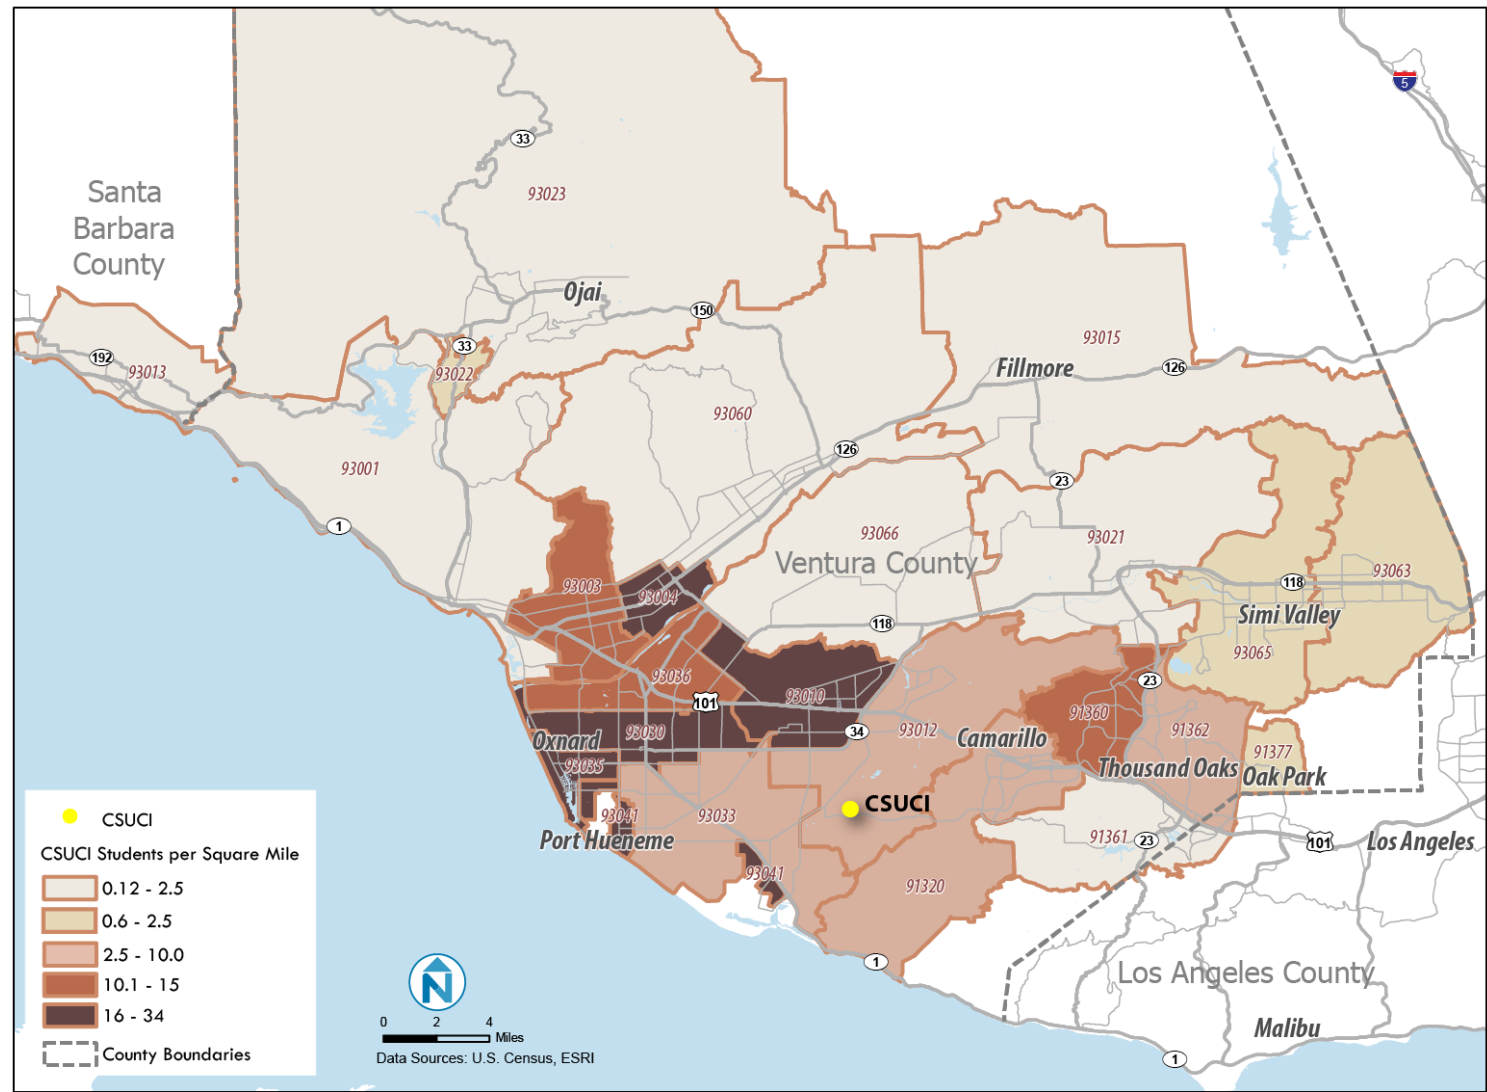 5
33
93023
Santa
Barbara
County
Ojai
150
33
192
93013
93022
93015
Fillmore
126
126
93060
93001
126
23
1
93066
93021
Ventura County
118
93063
93003
93004
118
Simi Valley
93065
93036
93010
101
23
91360
93030
34
93012
Camarillo
91362
Oxnard
93035
91377
Thousand Oaks
Oak Park
CSUCI
93041
93033
Port Hueneme
91361
23
101
Los Angeles
93041
91320
1
Los Angeles County
Malibu
1
CSUCI
CSUCI Students per Square Mile
0.12 - 2.5
0.6 - 2.5
2.5 - 10.0
10.1 - 15
16 - 34
County Boundaries
N
0 2 4
Miles
Data Sources: U.S. Census, ESRI